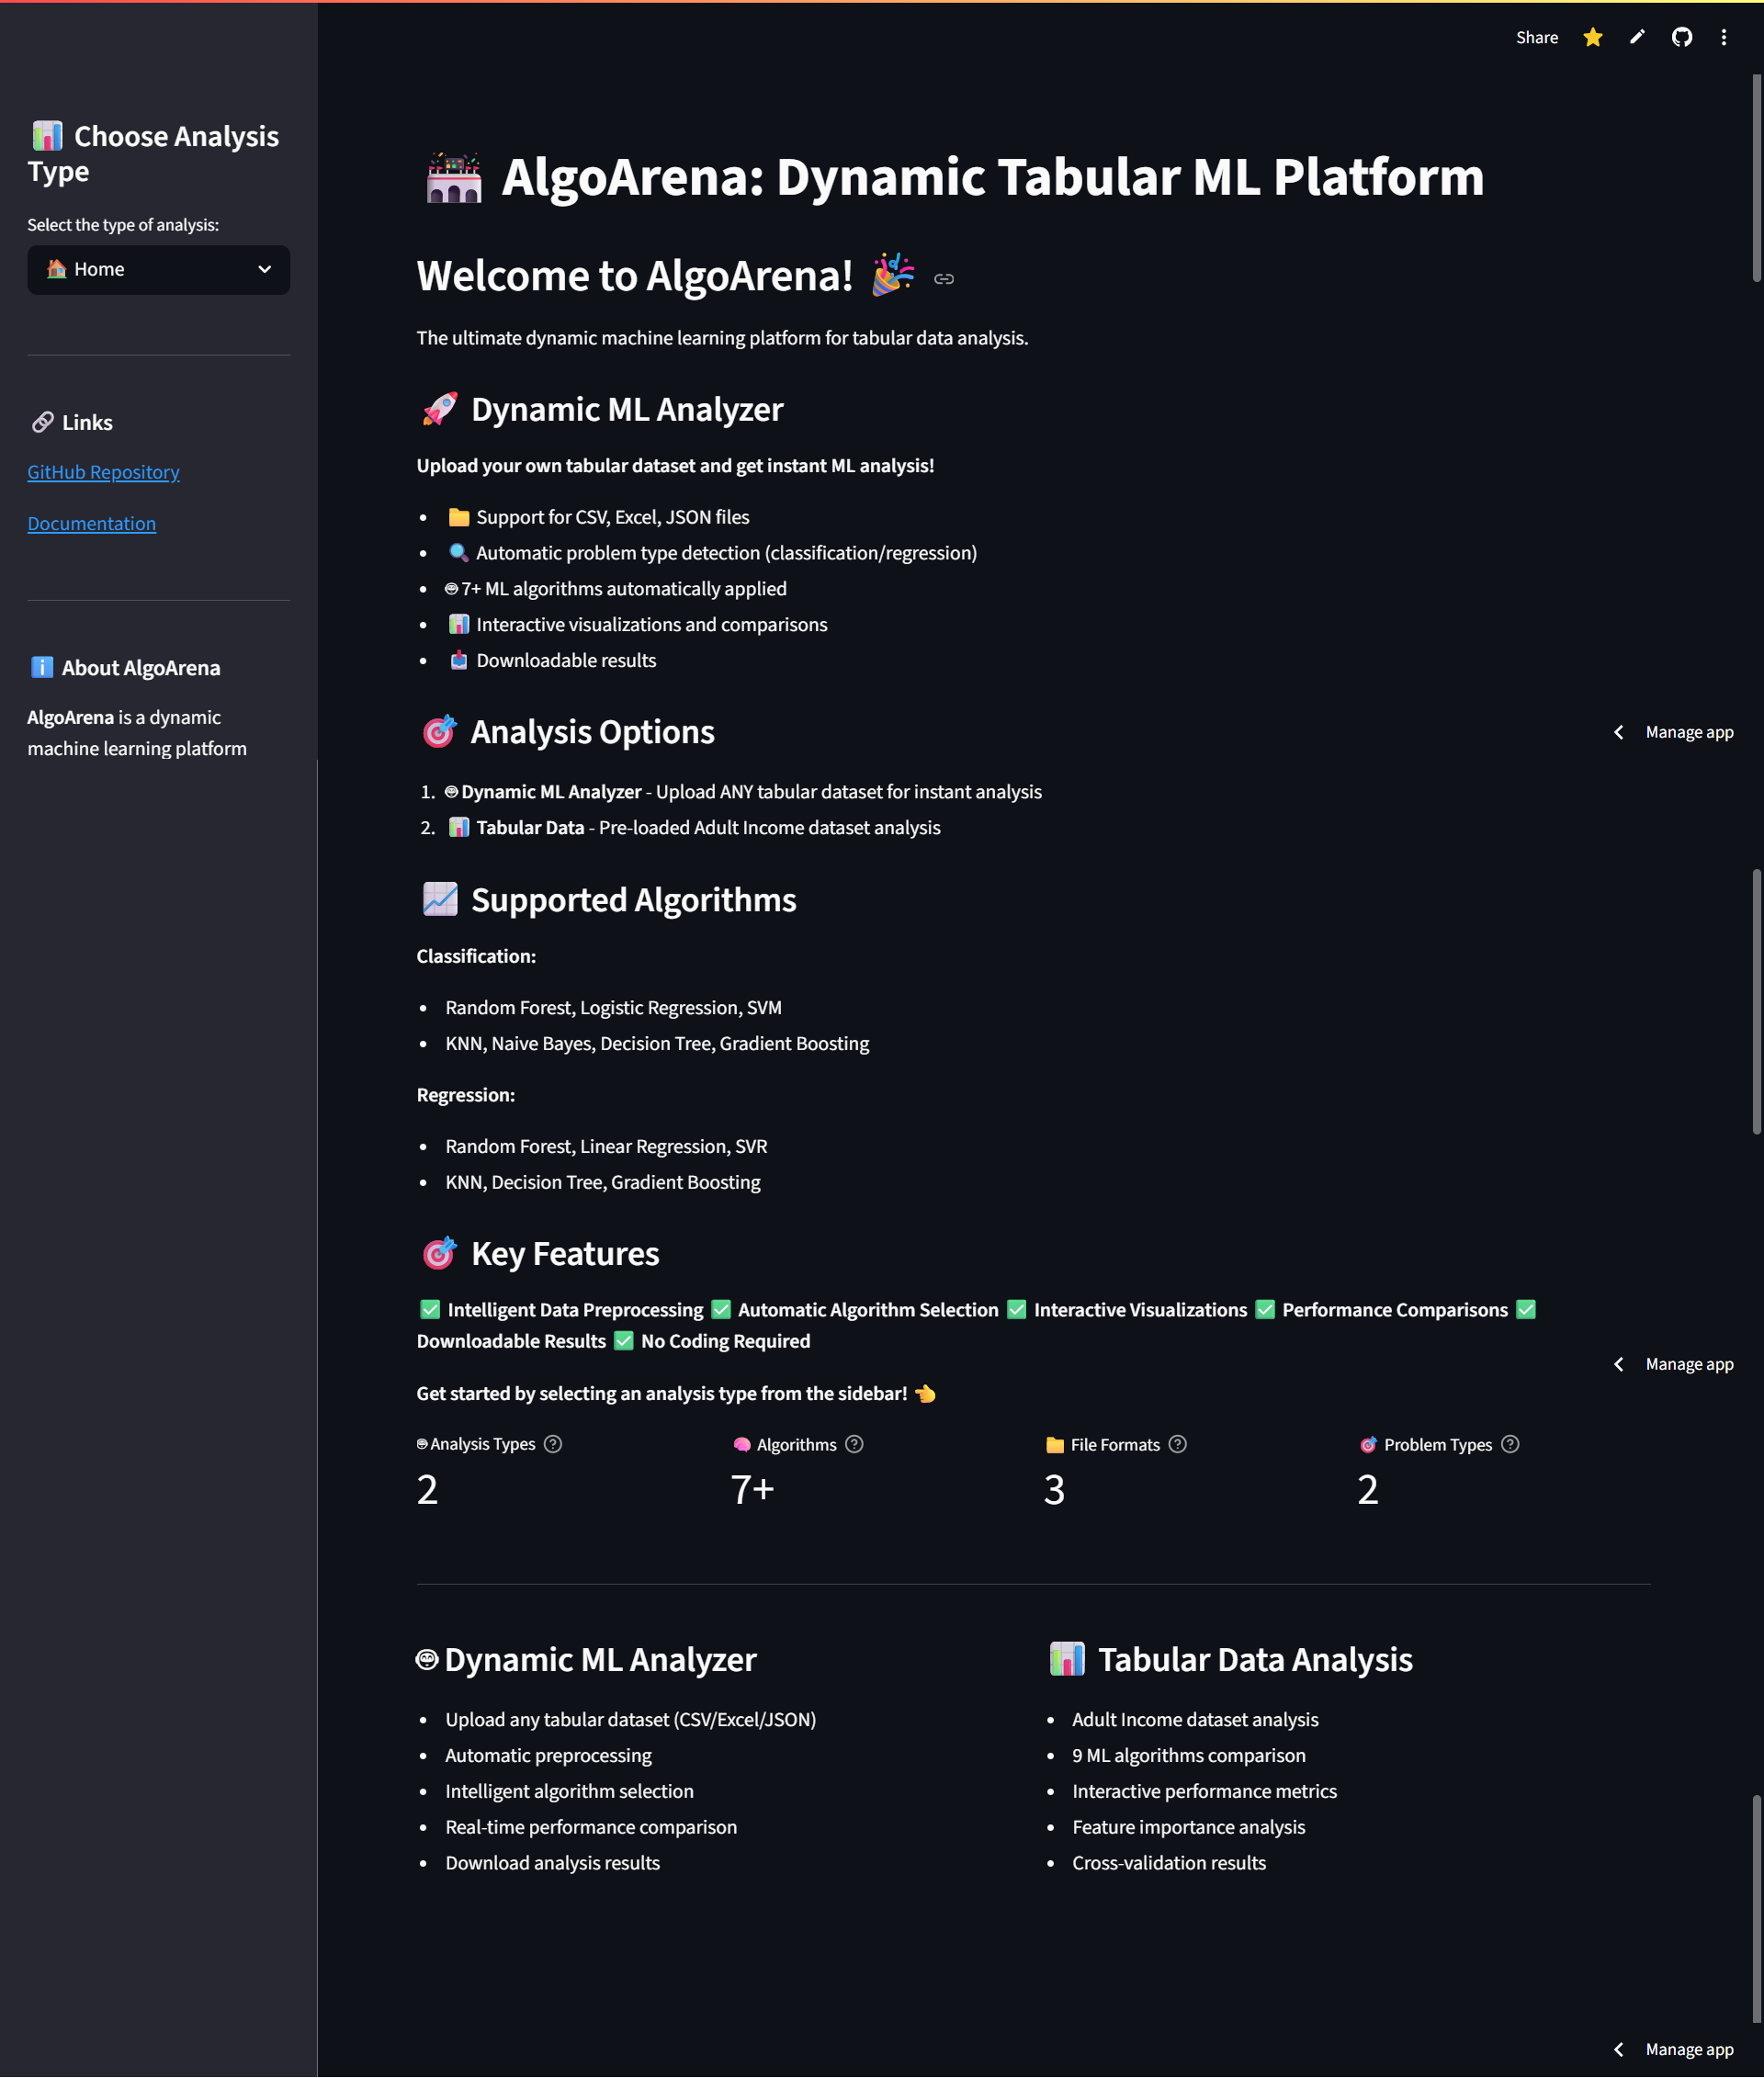 Share
Choose Analysis
Type
Select the type of analysis:
Home
Links
GitHub Repository
Documentation
About AlgoArena
AlgoArena is a dynamic
machine learning platform
AlgoArena: Dynamic Tabular ML Platform
Welcome to AlgoArena!
The ultimate dynamic machine learning platform for tabular data analysis.
Dynamic ML Analyzer
Upload your own tabular dataset and get instant ML analysis!
• Support for CSV, Excel, JSON files
• Automatic problem type detection (classification/regression)
• 7+ ML algorithms automatically applied
• Interactive visualizations and comparisons
• Downloadable results
Analysis Options
Manage app
1. Dynamic ML Analyzer - Upload ANY tabular dataset for instant analysis
2. Tabular Data - Pre-loaded Adult Income dataset analysis
Supported Algorithms
Classification:
• Random Forest, Logistic Regression, SVM
• KNN, Naive Bayes, Decision Tree, Gradient Boosting
Regression:
• Random Forest, Linear Regression, SVR
• KNN, Decision Tree, Gradient Boosting
Key Features
✅ Intelligent Data Preprocessing ✅ Automatic Algorithm Selection ✅ Interactive Visualizations ✅ Performance Comparisons ✅
Downloadable Results ✅ No Coding Required
Manage app
Get started by selecting an analysis type from the sidebar! 👈
Analysis Types
2
Algorithms
7+
File Formats
3
Problem Types
2
Dynamic ML Analyzer
• Upload any tabular dataset (CSV/Excel/JSON)
• Automatic preprocessing
• Intelligent algorithm selection
• Real-time performance comparison
• Download analysis results
Tabular Data Analysis
• Adult Income dataset analysis
• 9 ML algorithms comparison
• Interactive performance metrics
• Feature importance analysis
• Cross-validation results
Manage app